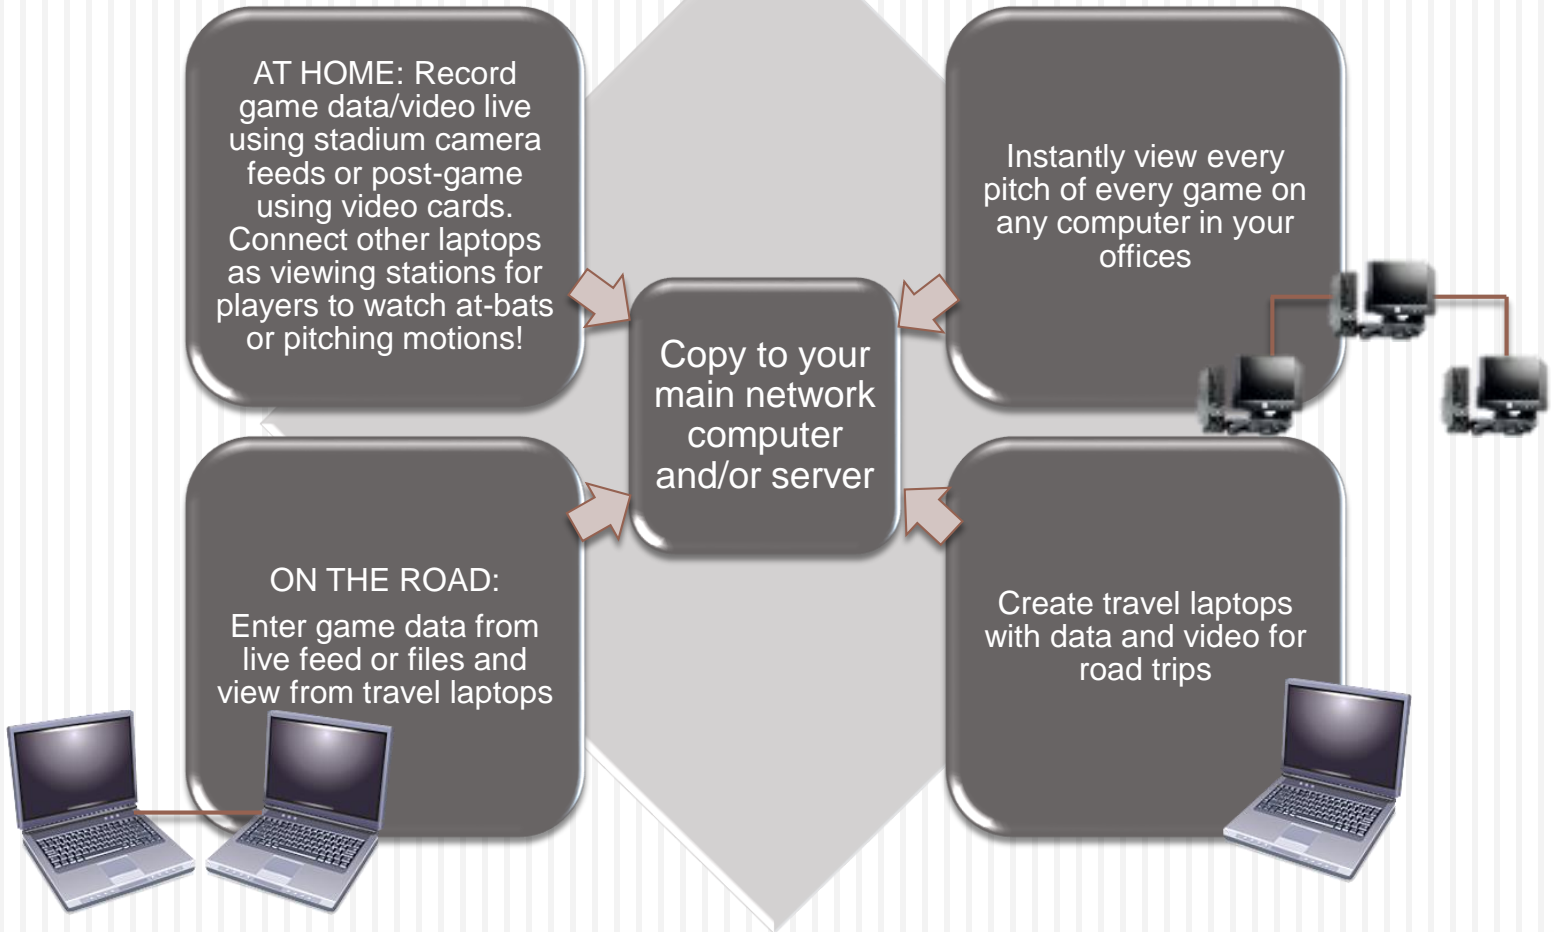 AT HOME: Record
game data/video live
using stadium camera
feeds or post-game
using video cards.
Connect other laptops
as viewing stations for
players to watch at-bats
or pitching motions!
Instantly view every
pitch of every game on
any computer in your
offices
Copy to your
main network
computer
and/or server
ON THE ROAD:
Enter game data from
live feed or files and
view from travel laptops
Create travel laptops
with data and video for
road trips